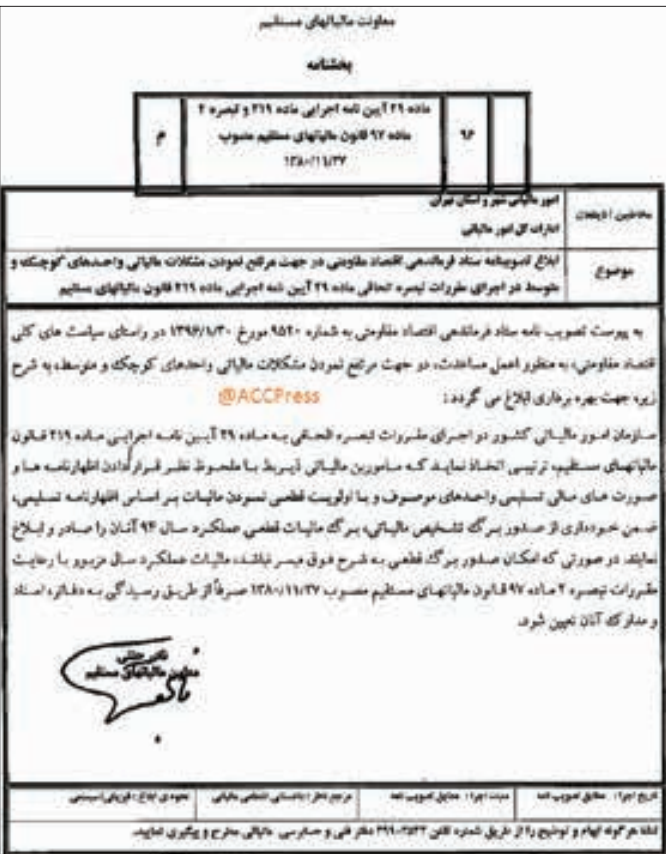 معاونت مالیاتهای مستقیم
بخشنامه
ماده ۲۹ آیین نامه اجرایی ماده ۲۱۹ و تبصره ۲
ماده ۹۷ قانون مالیاتهای مستقیم مصوب
۱۳۸۰/۱۱/۲۷
۹۶
م
مخاطبین / ذینفعان
امور مالیاتی شهر و استان تهران
ادارات کل امور مالیاتی
موضوع
ابلاغ تصویبنامه ستاد فرماندهی اقتصاد مقاومتی در جهت مرتفع نمودن مشکلات مالیاتی واحدهای کوچک و
متوسط در اجرای مقررات تبصره الحاقی ماده ۲۹ آیین نامه اجرایی ماده ۲۱۹ قانون مالیاتهای مستقیم
به پیوست تصویب نامه ستاد فرماندهی اقتصاد مقاومتی به شماره ۹۵۲۰ مورخ ۱۳۹۶/۱/۳۰ در راستای سیاست های کلی
اقتصاد مقاومتی، به منظور اعمل مساعدت، در جهت مرتفع نمودن مشکلات مالیاتی واحدهای کوچک و متوسط، به شرح
زیر، جهت بهره برداری ابلاغ می گردد:
@ACCPress
سازمان امور مالیاتی کشور در اجرای مقررات تبصره الحاقی به ماده ۲۹ آیین نامه اجرایی ماده ۲۱۹ قانون
مالیاتهای مستقیم، ترتیبی اتخاذ نماید که مامورین مالیاتی ذیربط با ملحوظ نظر قرار دادن اظهارنامه ها و
صورت های مالی تسلیمی واحدهای موصوف و با اولویت قطعی نمودن مالیات بر اساس اظهارنامه تسلیمی،
ضمن خودداری از صدور برگ تشخیص مالیاتی، برگ مالیات قطعی عملکرد سال ۹۴ آنان را صادر و ابلاغ
نمایند. در صورتی که امکان صدور برگ قطعی به شرح فوق میسر نباشد، مالیات عملکرد سال مزبور با رعایت
مقررات تبصره ۲ ماده ۹۷ قانون مالیاتهای مستقیم مصوب ۱۳۸۰/۱۱/۲۷ صرفاً از طریق رسیدگی به دفاتر، اسناد
و مدارک آنان تعیین شود.
نادر جنتی
معاون مالیاتهای مستقیم
تاریخ اجرا: مطابق تصویب نامه
مدت اجرا: مطابق تصویب نامه
مرجع ناظر: دادستانی انتظامی مالیاتی
نحوه ی ابلاغ: فیزیکی/سیستمی
لطفا هرگونه ابهام و توضیح را از طریق شماره تلفن دفتر فنی و حسابرسی مالیاتی مطرح و پیگیری نمایید.